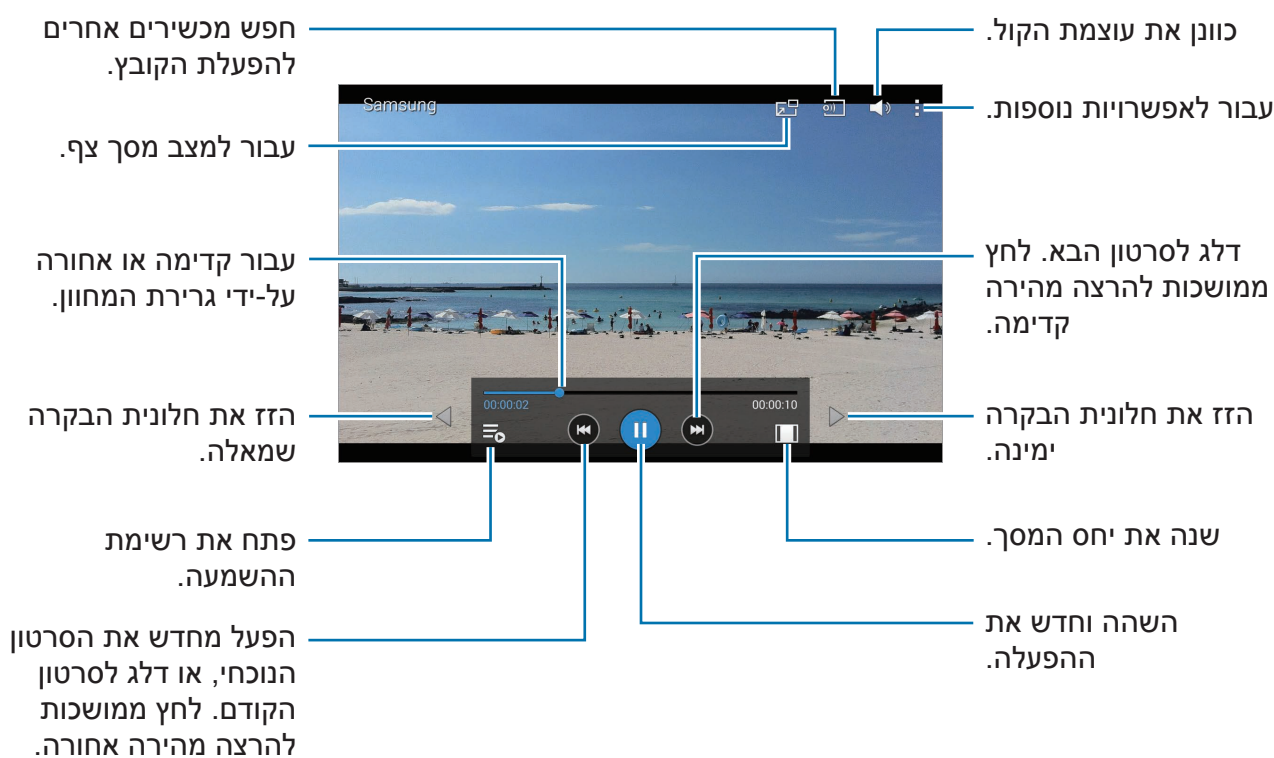 חפש מכשירים אחרים
להפעלת הקובץ.
כוונן את עוצמת הקול.
עבור לאפשרויות נוספות.
Samsung
עבור למצב מסך צף.
עבור קדימה או אחורה
על-ידי גרירת המחוון.
דלג לסרטון הבא. לחץ
ממושכות להרצה מהירה
קדימה.
00:00:02
00:00:10
הזז את חלונית הבקרה
שמאלה.
הזז את חלונית הבקרה
ימינה.
פתח את רשימת
ההשמעה.
שנה את יחס המסך.
הפעל מחדש את הסרטון
הנוכחי, או דלג לסרטון
הקודם. לחץ ממושכות
להרצה מהירה אחורה.
השהה וחדש את
ההפעלה.